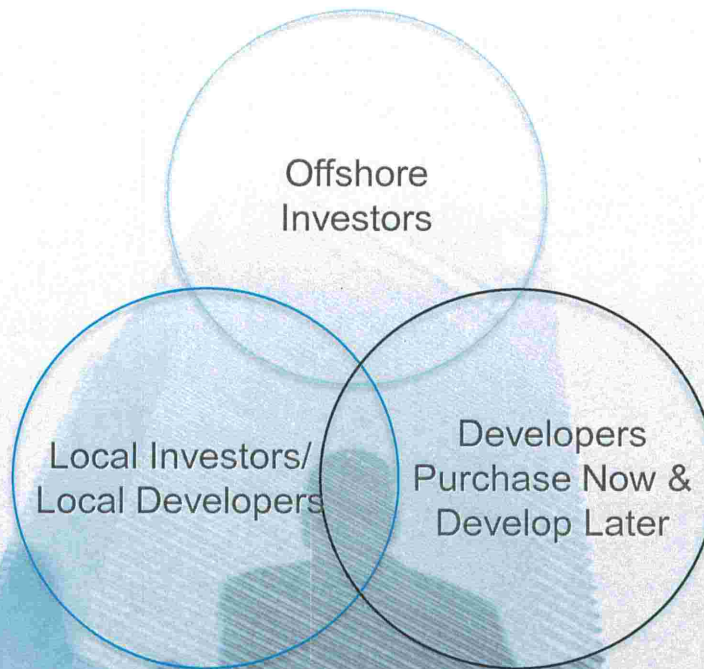 Offshore
Investors
Local Investors/
Local Developers
Developers
Purchase Now &
Develop Later